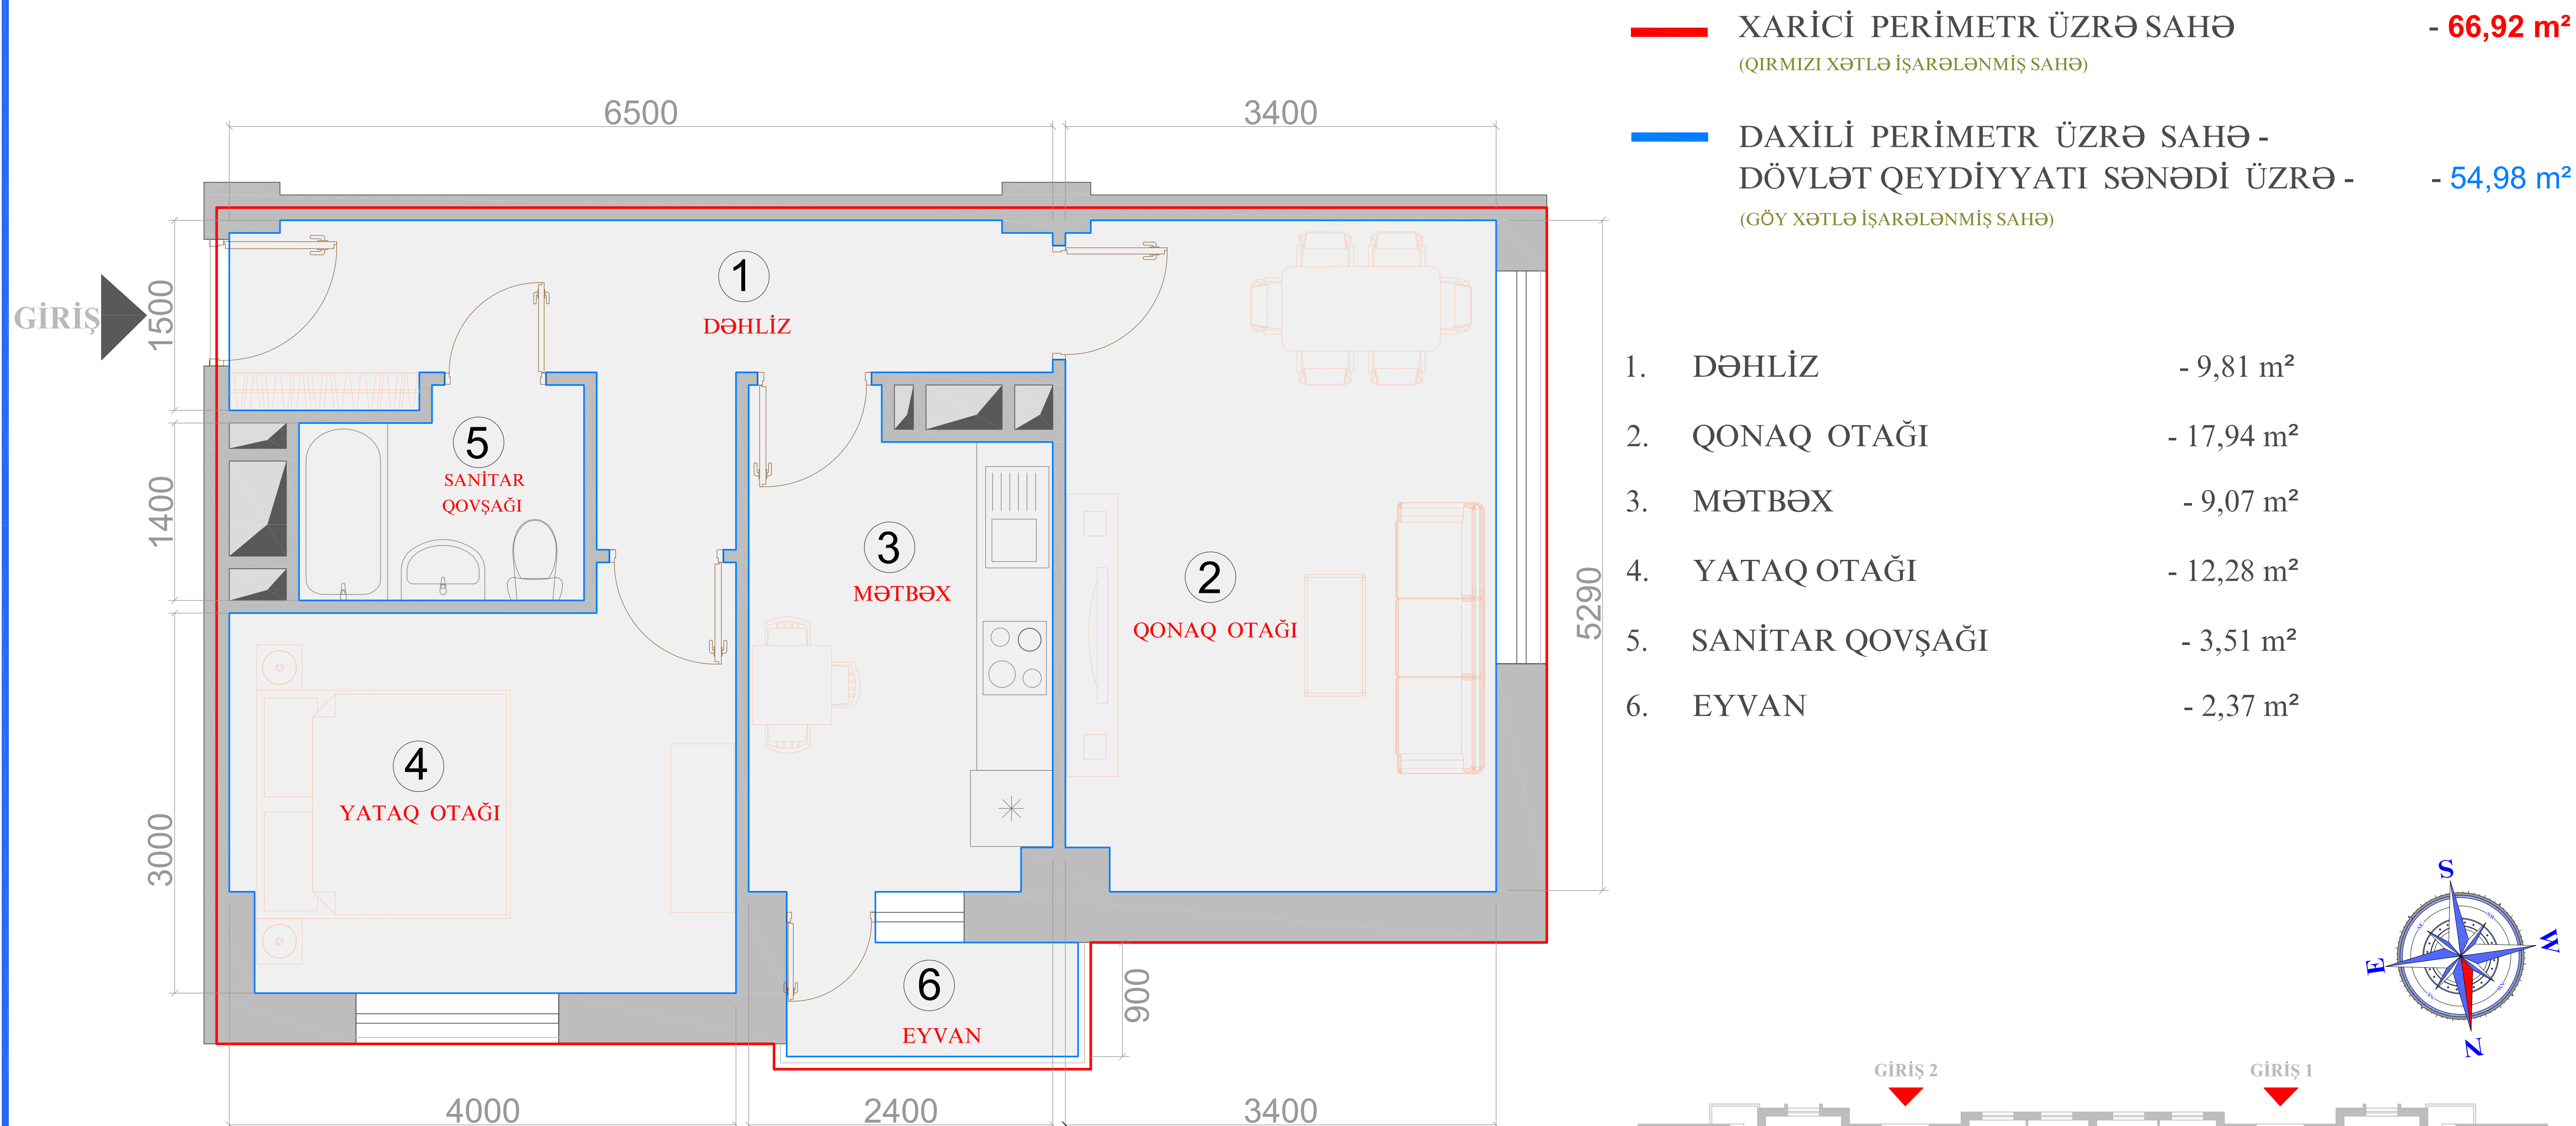 XARİCİ PERİMETR ÜZRƏ SAHƏ - 66,92 m²
(QIRMIZI XƏTLƏ İŞARƏLƏNMİŞ SAHƏ)
DAXİLİ PERİMETR ÜZRƏ SAHƏ -
DÖVLƏT QEYDİYYATI SƏNƏDİ ÜZRƏ - - 54,98 m²
(GÖY XƏTLƏ İŞARƏLƏNMİŞ SAHƏ)
6500
3400
GİRİŞ
1500
1400
3000
5290
900
1
DƏHLİZ
5
SANİTAR
QOVŞAĞI
3
MƏTBƏX
2
QONAQ OTAĞI
4
YATAQ OTAĞI
6
EYVAN
4000
2400
3400
1. DƏHLİZ - 9,81 m²
2. QONAQ OTAĞI - 17,94 m²
3. MƏTBƏX - 9,07 m²
4. YATAQ OTAĞI - 12,28 m²
5. SANİTAR QOVŞAĞI - 3,51 m²
6. EYVAN - 2,37 m²
S
W
E
N
GİRİŞ 2
GİRİŞ 1